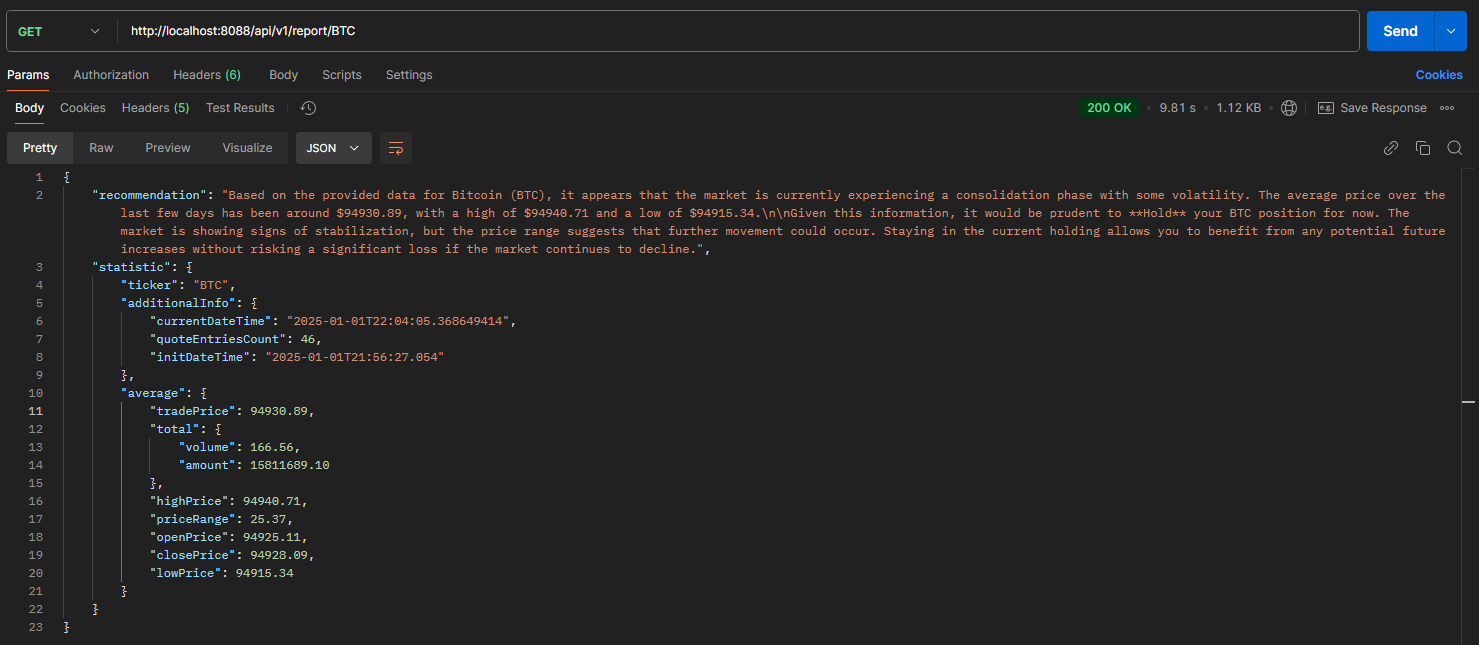 GET http://localhost:8088/api/v1/report/BTC Send
Params Authorization Headers (6) Body Scripts Settings Cookies
Body Cookies Headers (5) Test Results 200 OK • 9.81 s • 1.12 KB • e.g. Save Response
Pretty Raw Preview Visualize JSON
1 {
2 "recommendation": "Based on the provided data for Bitcoin (BTC), it appears that the market is currently experiencing a consolidation phase with some volatility. The average price over the
last few days has been around $94930.89, with a high of $94940.71 and a low of $94915.34.\n\nGiven this information, it would be prudent to **Hold** your BTC position for now. The
market is showing signs of stabilization, but the price range suggests that further movement could occur. Staying in the current holding allows you to benefit from any potential future
increases without risking a significant loss if the market continues to decline.",
3 "statistic": {
4 "ticker": "BTC",
5 "additionalInfo": {
6 "currentDateTime": "2025-01-01T22:04:05.368649414",
7 "quoteEntriesCount": 46,
8 "initDateTime": "2025-01-01T21:56:27.054"
9 },
10 "average": {
11 "tradePrice": 94930.89,
12 "total": {
13 "volume": 166.56,
14 "amount": 15811689.10
15 },
16 "highPrice": 94940.71,
17 "priceRange": 25.37,
18 "openPrice": 94925.11,
19 "closePrice": 94928.09,
20 "lowPrice": 94915.34
21 }
22 }
23 }